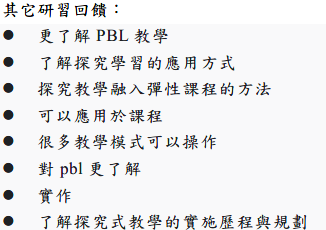 其它研習回饋：
● 更了解 PBL 教學
● 了解探究學習的應用方式
● 探究教學融入彈性課程的方法
● 可以應用於課程
● 很多教學模式可以操作
● 對 pbl 更了解
● 實作
● 了解探究式教學的實施歷程與規劃